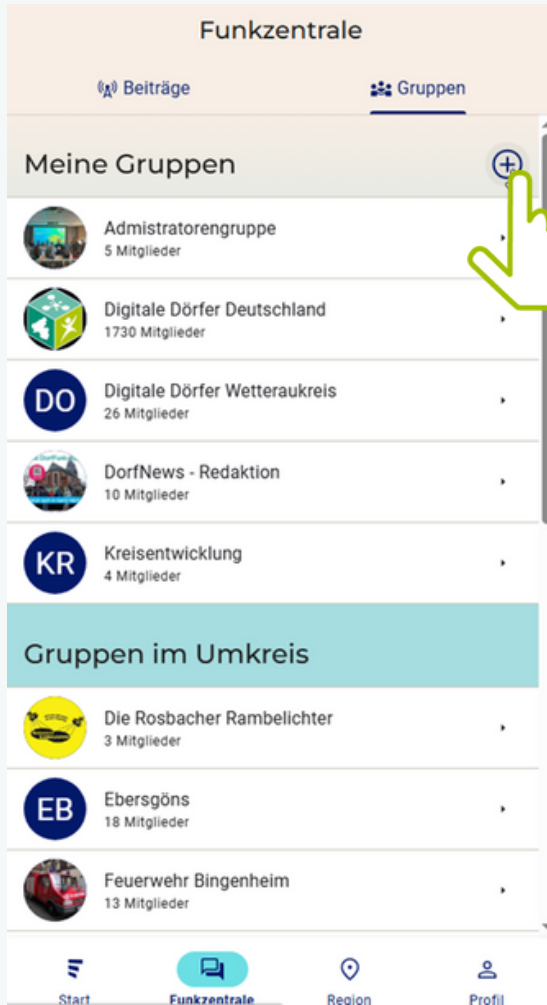 Funkzentrale
Beiträge
Gruppen
Meine Gruppen
Admistratorengruppe
5 Mitglieder
Digitale Dörfer Deutschland
1730 Mitglieder
DO
Digitale Dörfer Wetteraukreis
26 Mitglieder
DorfNews - Redaktion
10 Mitglieder
KR
Kreisentwicklung
4 Mitglieder
Gruppen im Umkreis
Die Rosbacher Rambelichter
3 Mitglieder
EB
Ebersgöns
18 Mitglieder
Feuerwehr Bingenheim
13 Mitglieder
Start
Funkzentrale
Region
Profil